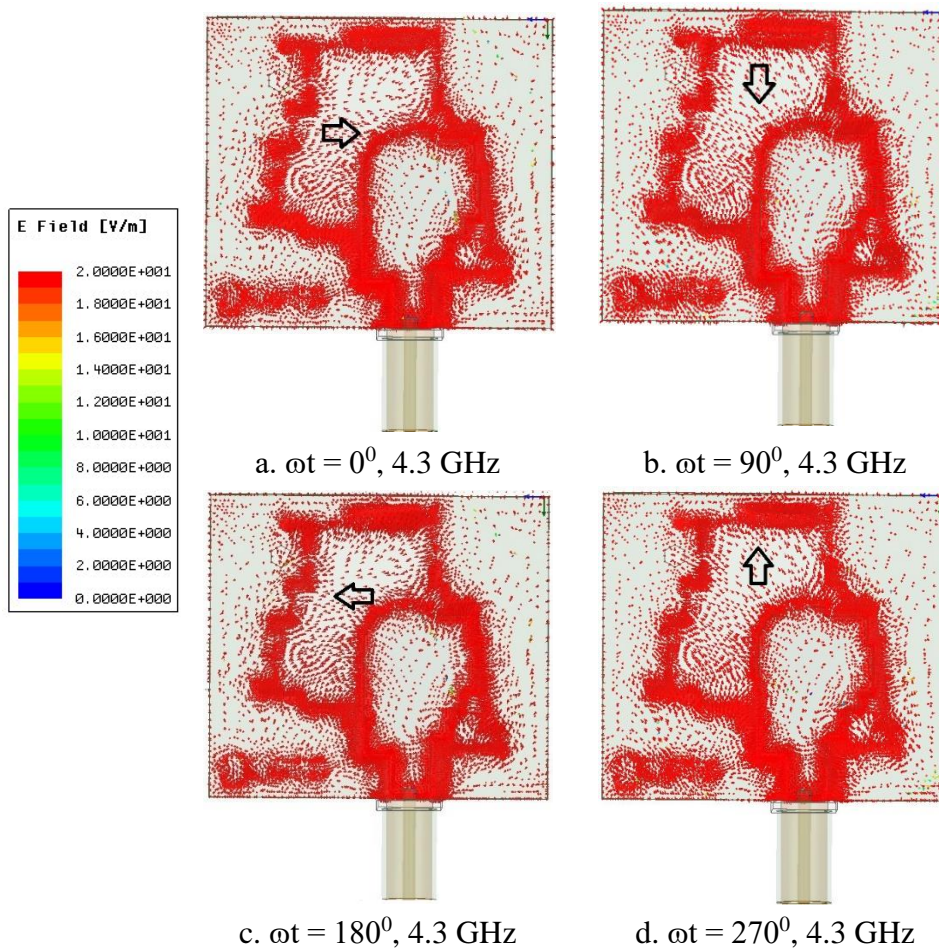 E Field [V/m]
2.0000E+001
1.8000E+001
1.6000E+001
1.4000E+001
1.2000E+001
1.0000E+001
8.0000E+000
6.0000E+000
4.0000E+000
2.0000E+000
0.0000E+000
a. ωt = 0⁰, 4.3 GHz
b. ωt = 90⁰, 4.3 GHz
c. ωt = 180⁰, 4.3 GHz
d. ωt = 270⁰, 4.3 GHz